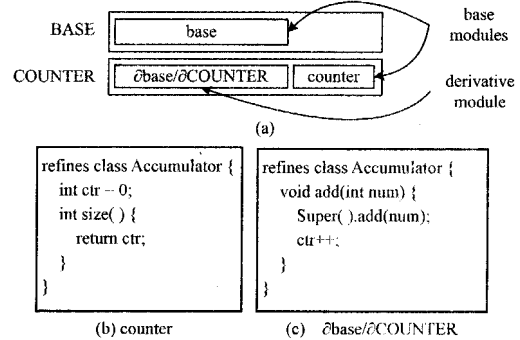 BASE
base
base
modules
COUNTER
∂base/∂COUNTER
counter
derivative
module
(a)
refines class Accumulator {
int ctr = 0;
int size( ) {
return ctr;
}
}
(b) counter
refines class Accumulator {
void add(int num) {
Super( ).add(num);
ctr++;
}
}
(c) ∂base/∂COUNTER